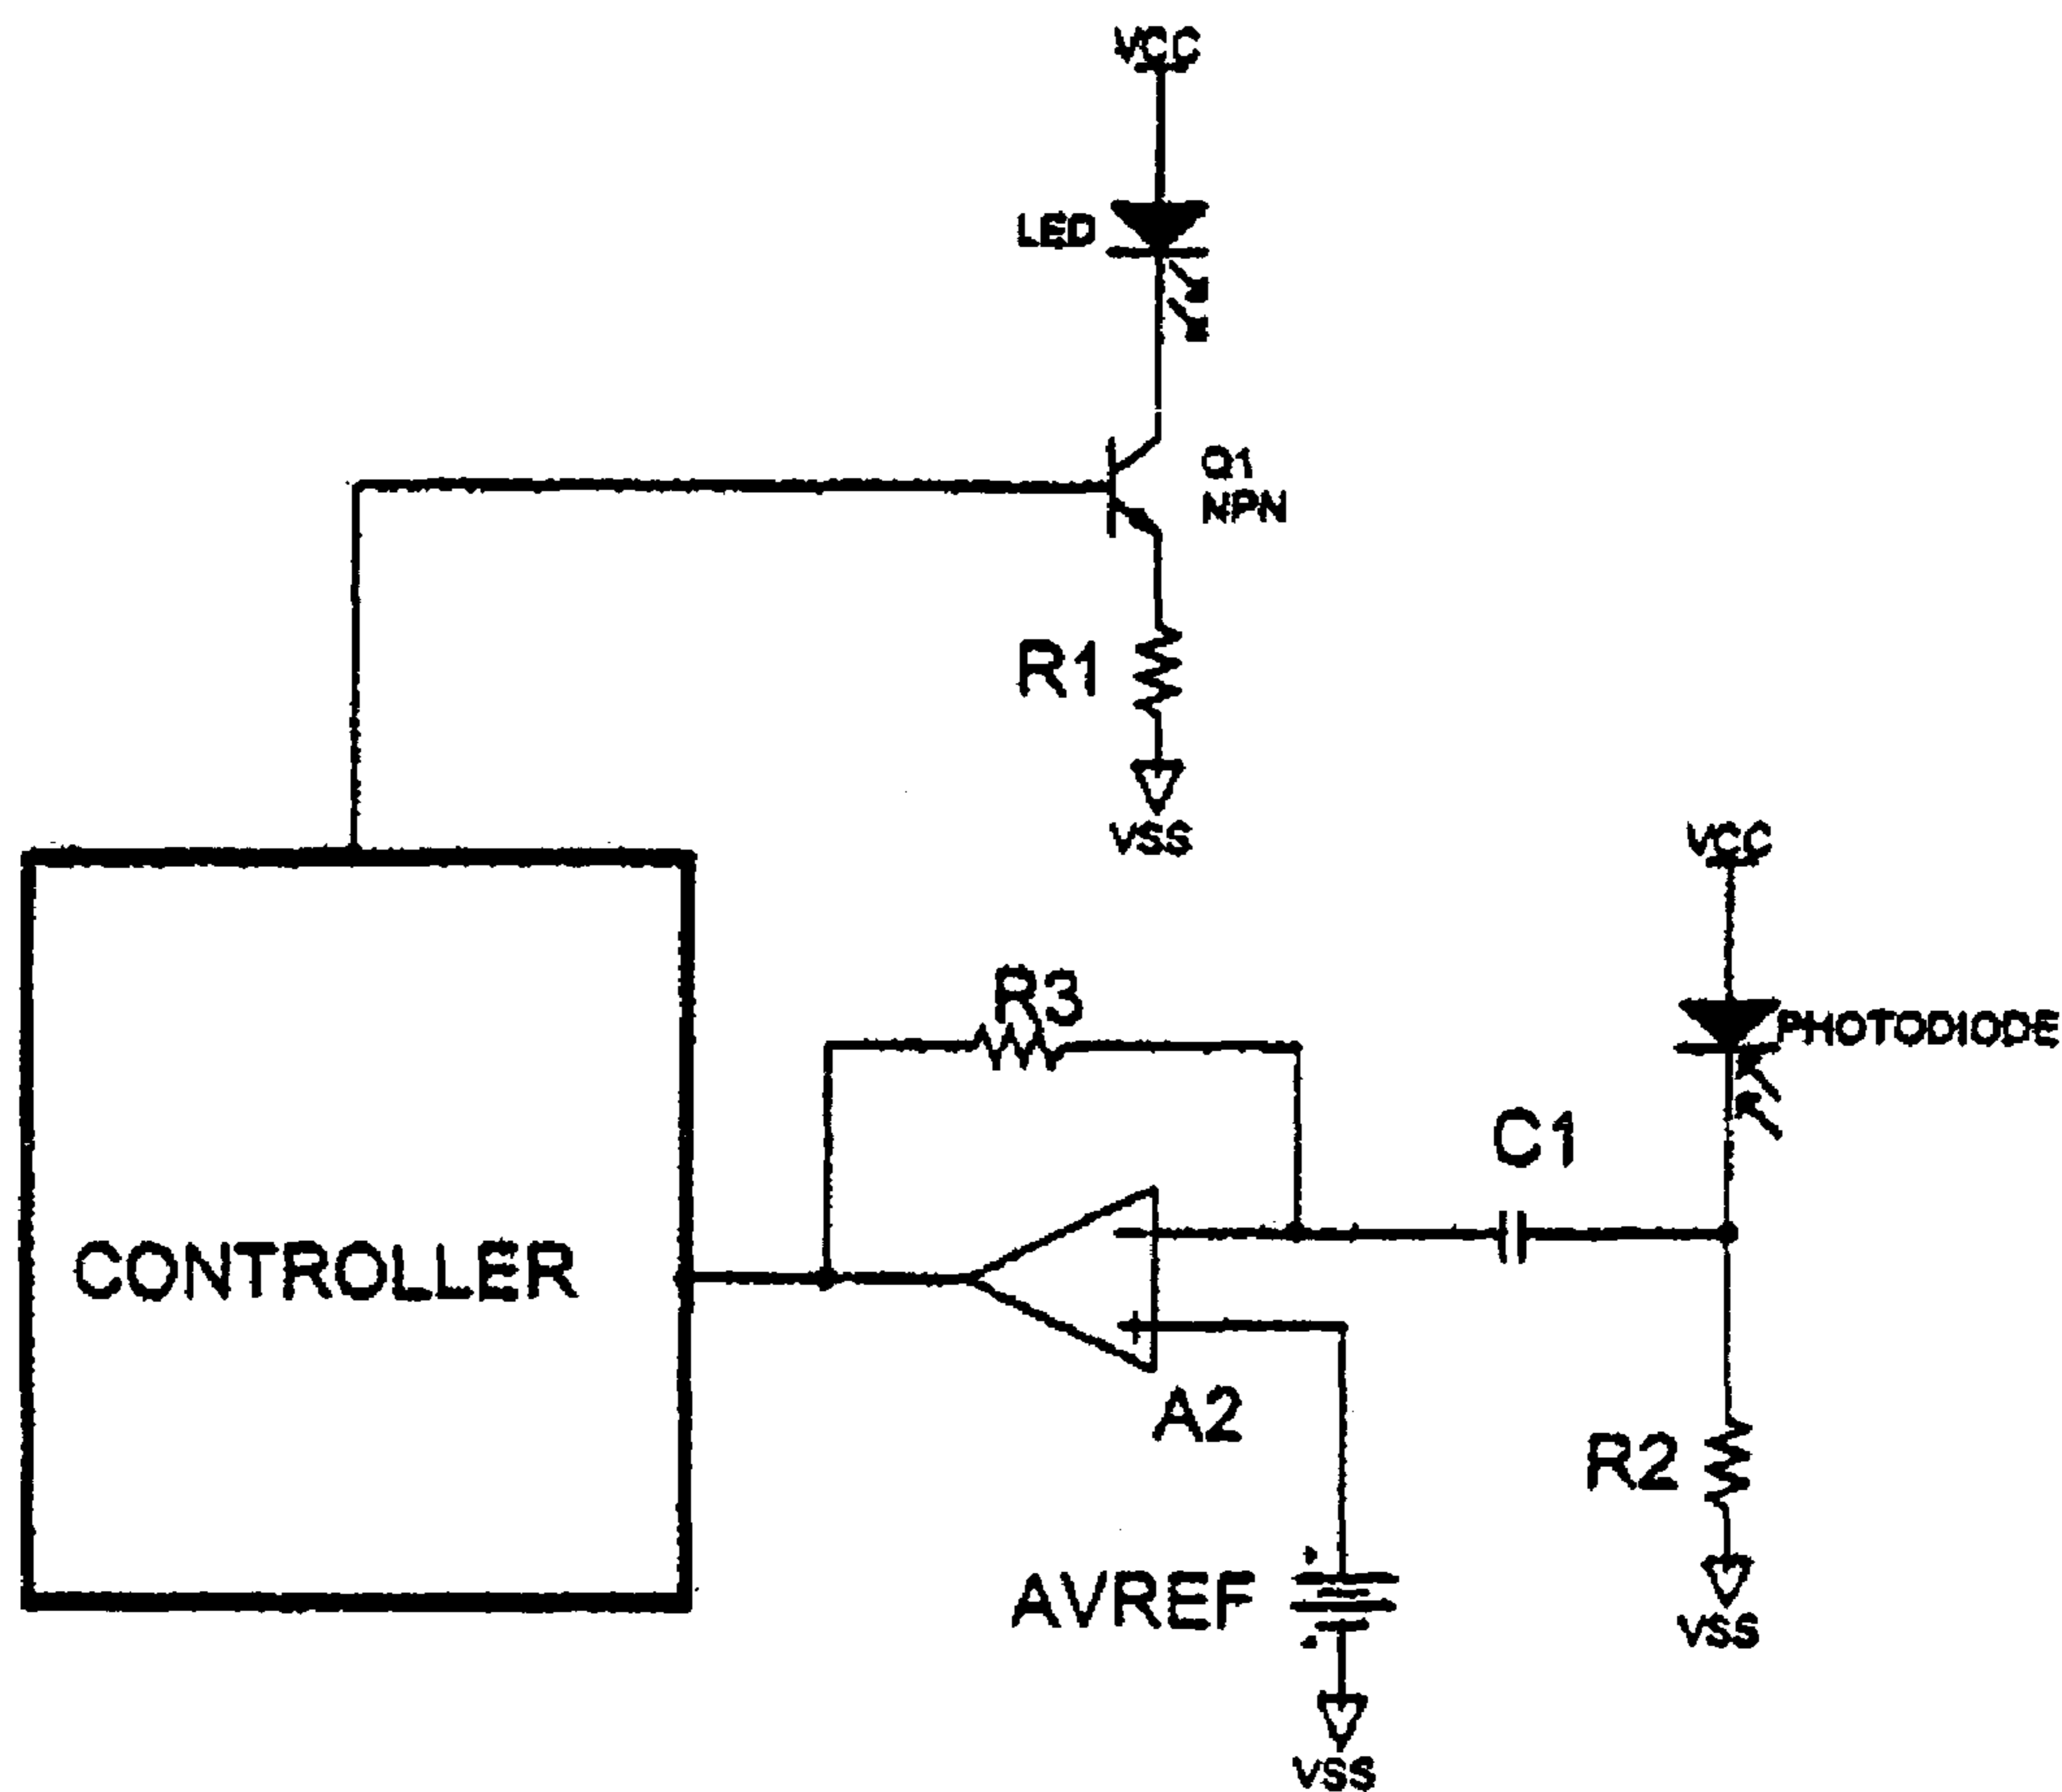 VCC
LED
Q1
NPN
R1
VSS
VCC
R3
PHOTODIODE
C1
CONTROLLER
A2
R2
AVREF
VSS
VSS